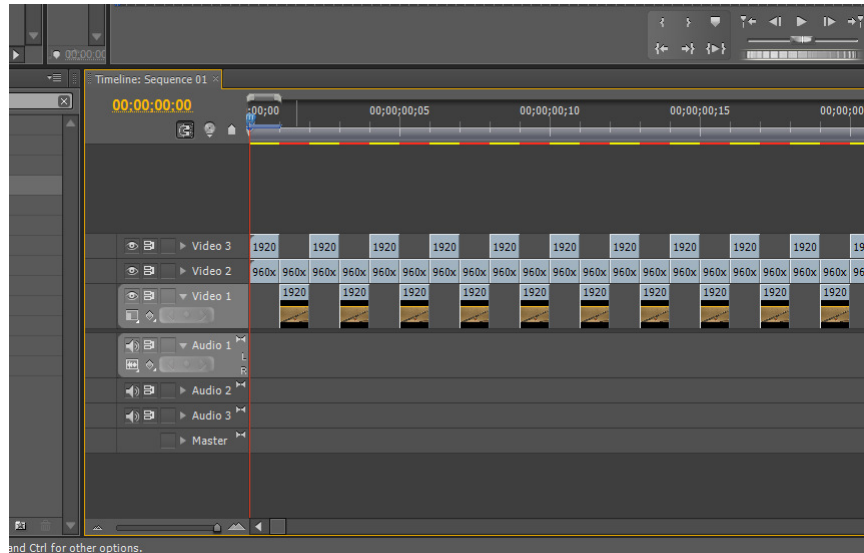 00;00;00
Timeline: Sequence 01 ×
00;00;00;00
;00;00 00;00;00;05 00;00;00;10 00;00;00;15 00;00;00
Video 3 1920 1920 1920 1920 1920 1920 1920 1920 1920 1920 19
Video 2 960x 960x 960x 960x 960x 960x 960x 960x 960x 960x 960x 960x 960x 960x 960x 960x 960x 960x 960x 960x 96
Video 1 1920 1920 1920 1920 1920 1920 1920 1920 1920 1920
Audio 1
L
R
Audio 2
Audio 3
Master
and Ctrl for other options.